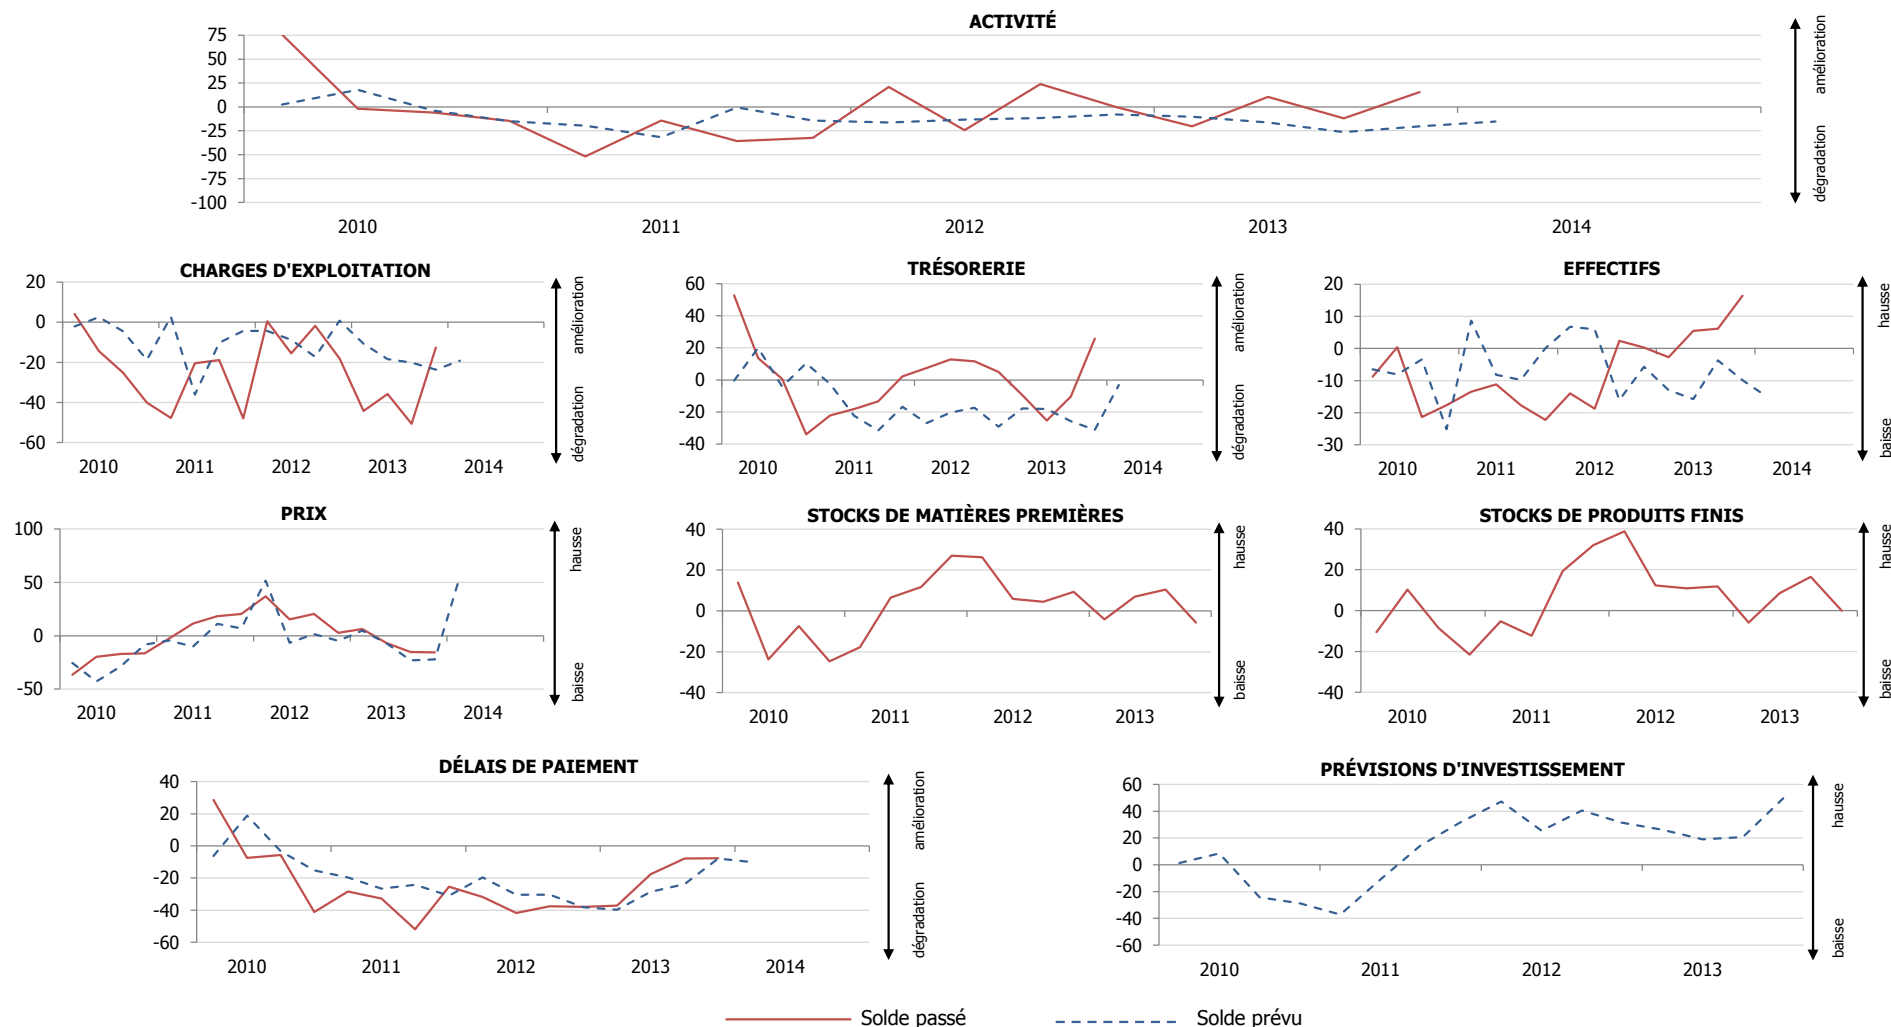 ACTIVITÉ
75
50
25
0
-25
-50
-75
-100
2010 2011 2012 2013 2014
amélioration
dégradation
CHARGES D'EXPLOITATION
20
0
-20
-40
-60
2010 2011 2012 2013 2014
amélioration
dégradation
TRÉSORERIE
60
40
20
0
-20
-40
2010 2011 2012 2013 2014
amélioration
dégradation
EFFECTIFS
20
10
0
-10
-20
-30
2010 2011 2012 2013 2014
hausse
baisse
PRIX
100
50
0
-50
2010 2011 2012 2013 2014
hausse
baisse
STOCKS DE MATIÈRES PREMIÈRES
40
20
0
-20
-40
2010 2011 2012 2013
hausse
baisse
STOCKS DE PRODUITS FINIS
40
20
0
-20
-40
2010 2011 2012 2013
hausse
baisse
DÉLAIS DE PAIEMENT
40
20
0
-20
-40
-60
2010 2011 2012 2013 2014
amélioration
dégradation
PRÉVISIONS D'INVESTISSEMENT
60
40
20
0
-20
-40
-60
2010 2011 2012 2013
hausse
baisse
Solde passé Solde prévu